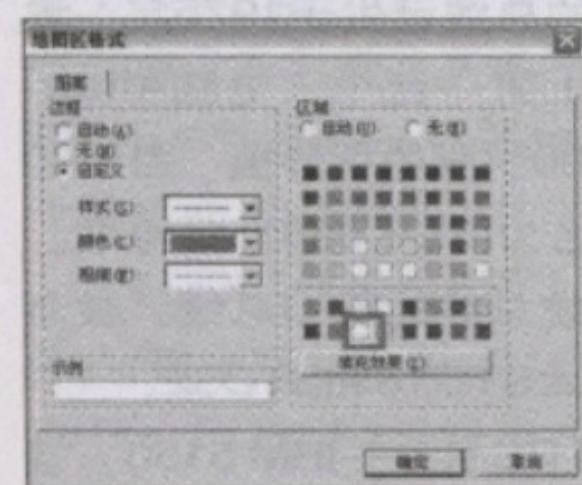 绘图区格式
图案
边框
自动(A)
无(N)
自定义
样式(S):
颜色(C):
粗细(W):
示例
区域
自动(U) 无(E)
填充效果(I)
确定 取消